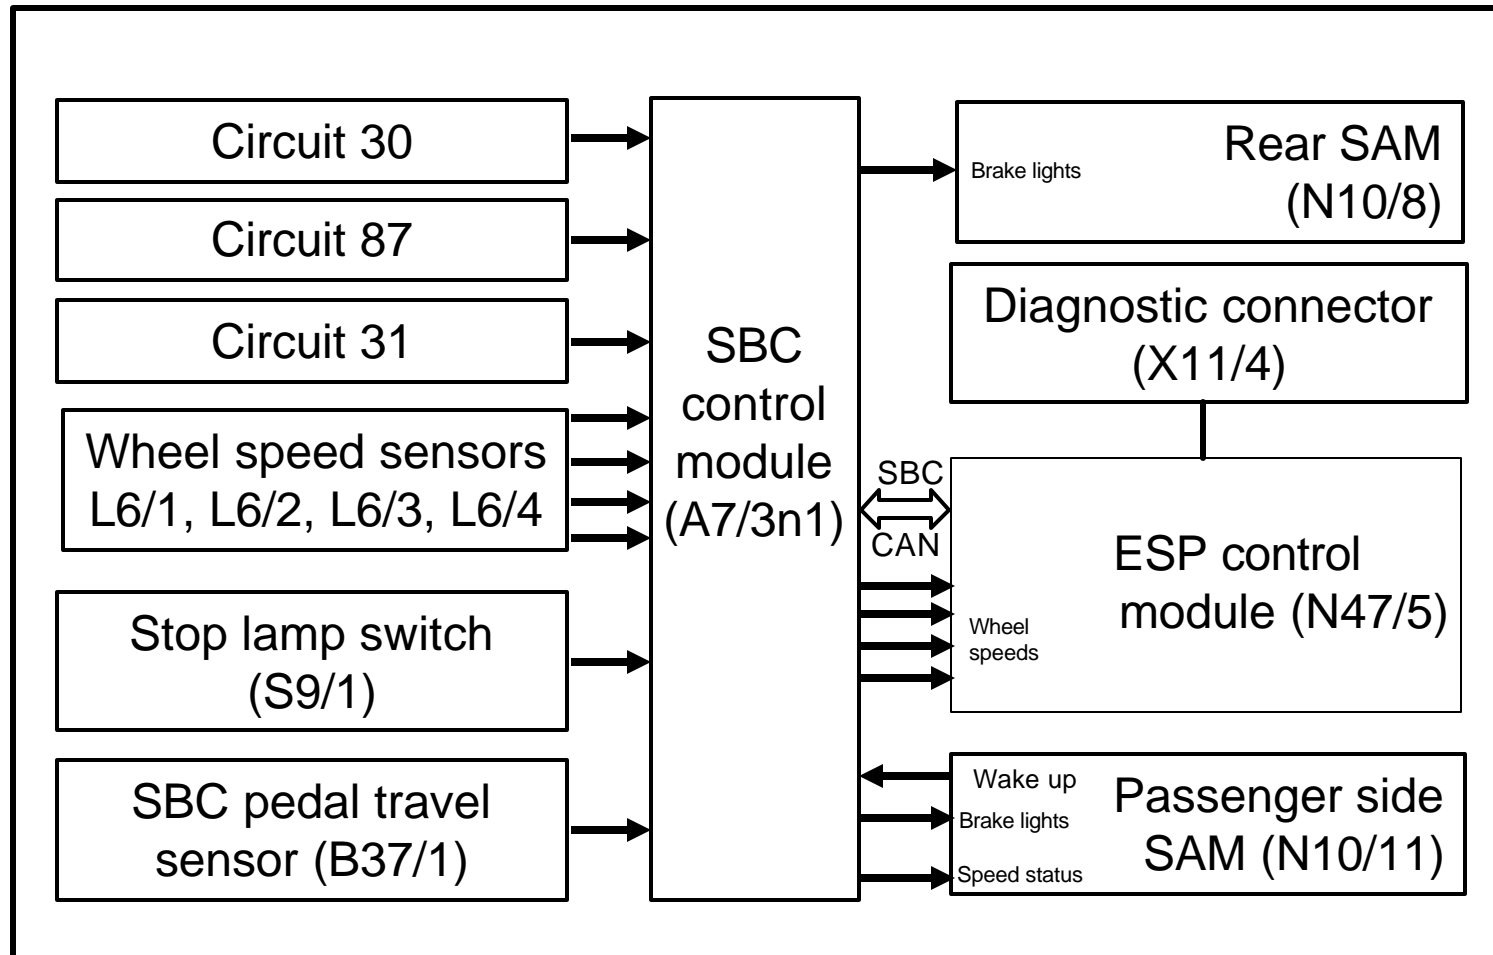 Circuit 30
Circuit 87
Circuit 31
Wheel speed sensors
L6/1, L6/2, L6/3, L6/4
Stop lamp switch
(S9/1)
SBC pedal travel
sensor (B37/1)
SBC
control
module
(A7/3n1)
Brake lights
Rear SAM
(N10/8)
Diagnostic connector
(X11/4)
SBC
CAN
ESP control
module (N47/5)
Wheel
speeds
Wake up
Brake lights
Speed status
Passenger side
SAM (N10/11)